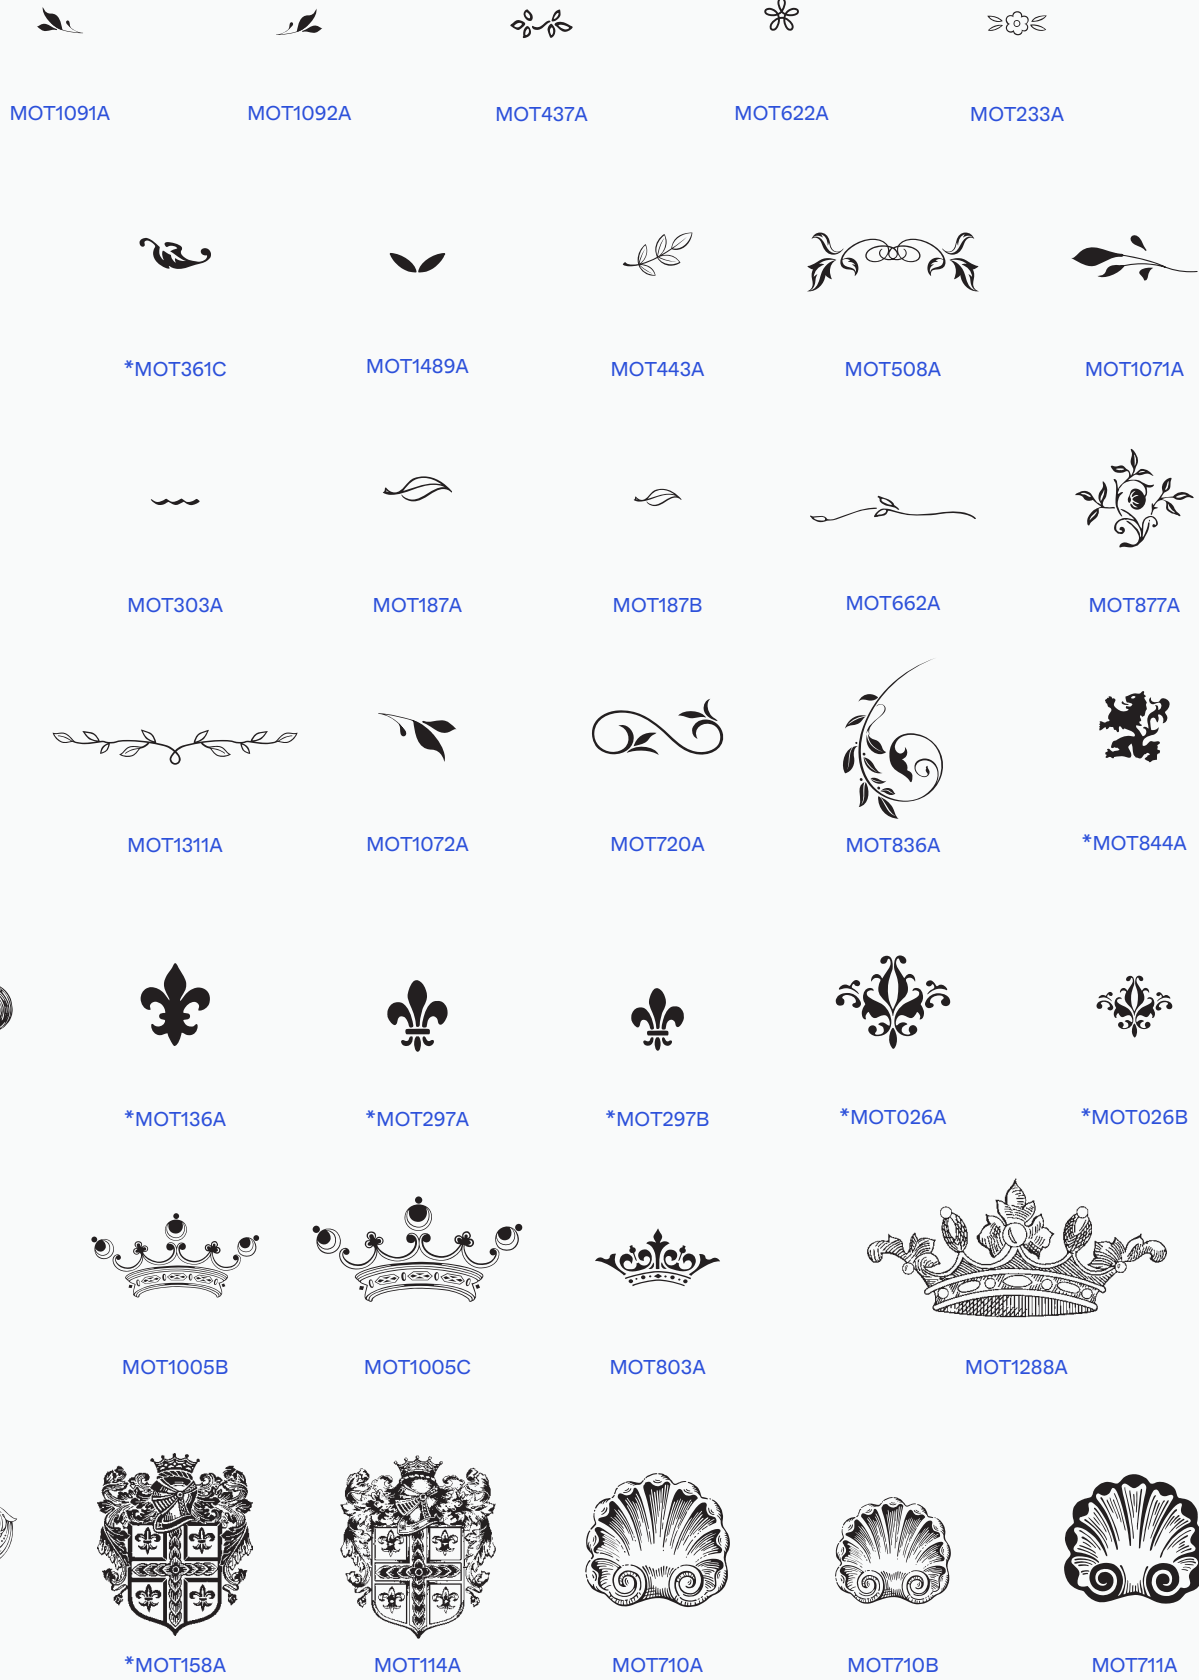 MOT1091A MOT1092A MOT437A MOT622A MOT233A
*MOT361C MOT1489A MOT443A MOT508A MOT1071A
MOT303A MOT187A MOT187B MOT662A MOT877A
MOT1311A MOT1072A MOT720A MOT836A *MOT844A
*MOT136A *MOT297A *MOT297B *MOT026A *MOT026B
MOT1005B MOT1005C MOT803A MOT1288A
*MOT158A MOT114A MOT710A MOT710B MOT711A